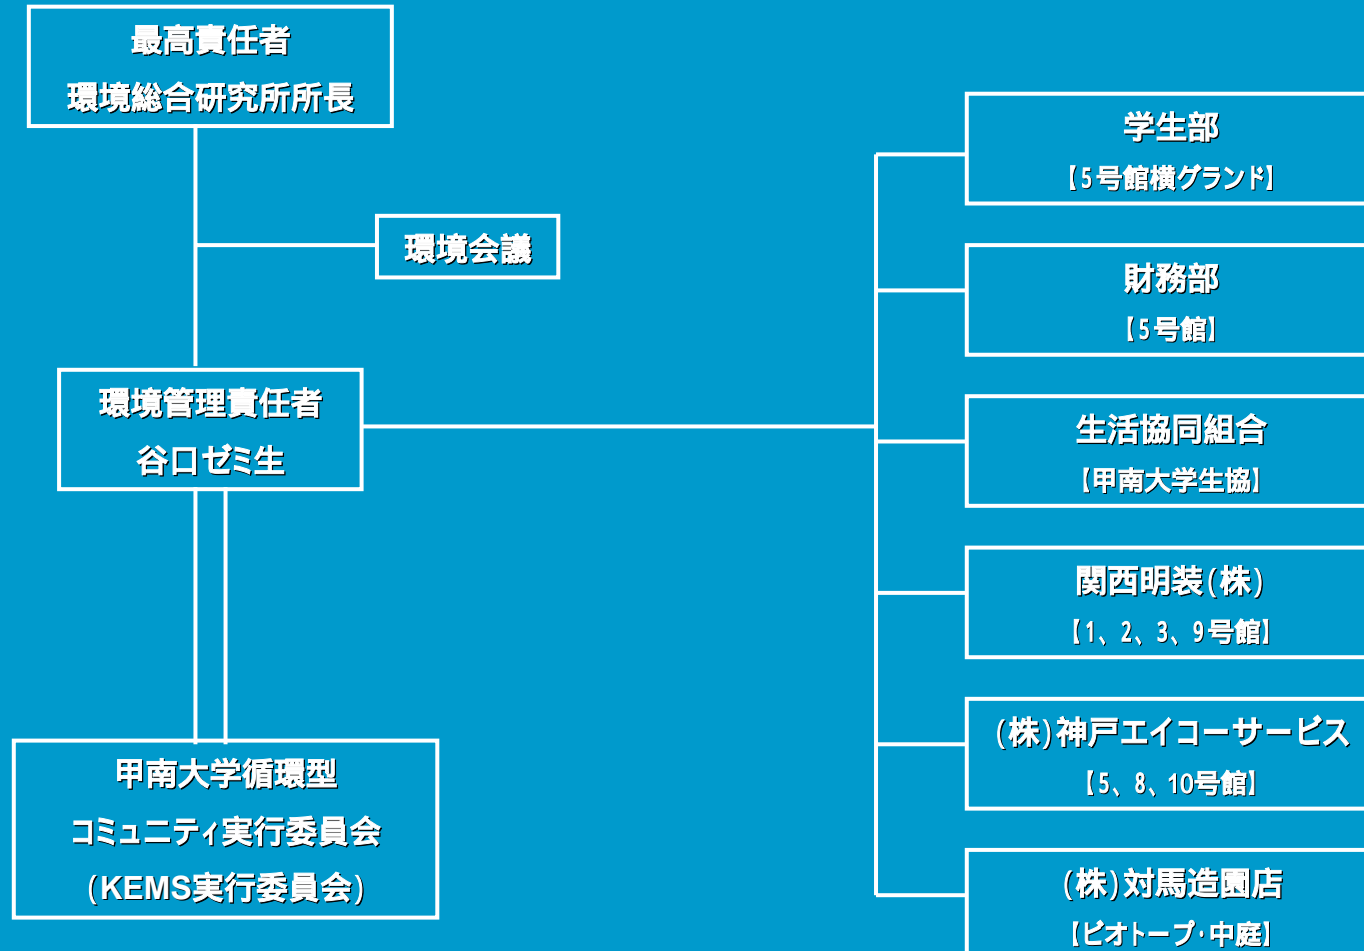 最高責任者
環境総合研究所所長
環境会議
環境管理責任者
谷口ゼミ生
甲南大学循環型
コミュニティ実行委員会
(KEMS実行委員会)
学生部
【5号館横グランド】
財務部
【5号館】
生活協同組合
【甲南大学生協】
関西明装(株)
【1、2、3、9号館】
(株)神戸エイコーサービス
【5、8、10号館】
(株)対馬造園店
【ビオトープ・中庭】